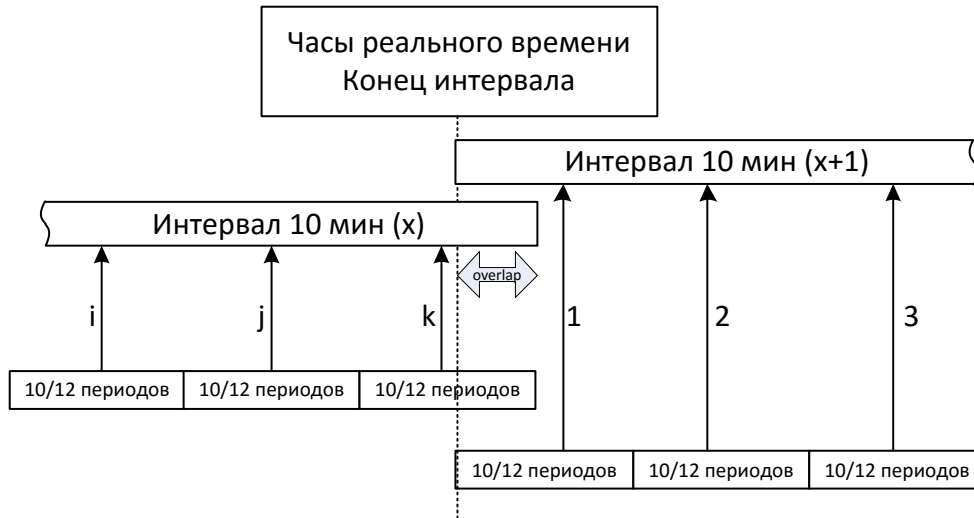 Часы реального времени
Конец интервала
Интервал 10 мин (x+1)
Интервал 10 мин (x)
overlap
i
j
k
1
2
3
10/12 периодов
10/12 периодов
10/12 периодов
10/12 периодов
10/12 периодов
10/12 периодов